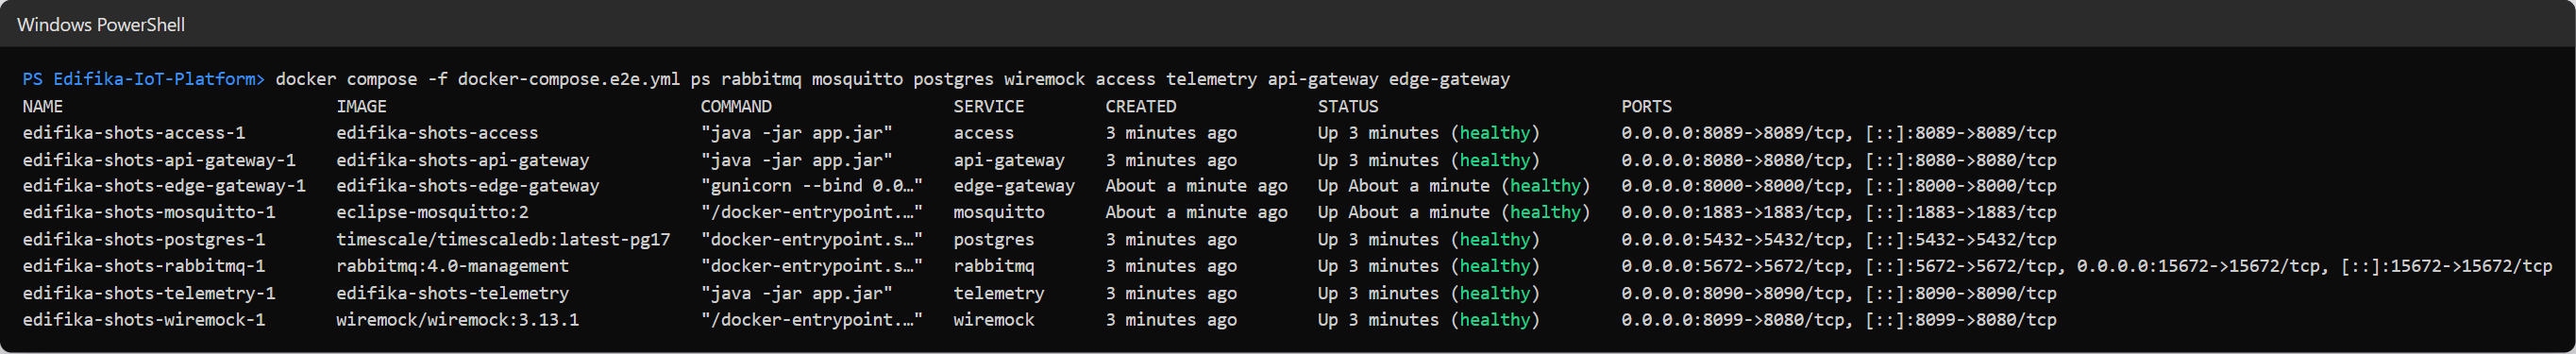 Windows PowerShell
PS Edifika-IoT-Platform> docker compose -f docker-compose.e2e.yml ps rabbitmq mosquitto postgres wiremock access telemetry api-gateway edge-gateway
NAME IMAGE COMMAND SERVICE CREATED STATUS PORTS
edifika-shots-access-1 edifika-shots-access "java -jar app.jar" access 3 minutes ago Up 3 minutes (healthy) 0.0.0.0:8089->8089/tcp, [::]:8089->8089/tcp
edifika-shots-api-gateway-1 edifika-shots-api-gateway "java -jar app.jar" api-gateway 3 minutes ago Up 3 minutes (healthy) 0.0.0.0:8080->8080/tcp, [::]:8080->8080/tcp
edifika-shots-edge-gateway-1 edifika-shots-edge-gateway "gunicorn --bind 0.0…" edge-gateway About a minute ago Up About a minute (healthy) 0.0.0.0:8000->8000/tcp, [::]:8000->8000/tcp
edifika-shots-mosquitto-1 eclipse-mosquitto:2 "/docker-entrypoint.…" mosquitto About a minute ago Up About a minute (healthy) 0.0.0.0:1883->1883/tcp, [::]:1883->1883/tcp
edifika-shots-postgres-1 timescale/timescaledb:latest-pg17 "docker-entrypoint.s…" postgres 3 minutes ago Up 3 minutes (healthy) 0.0.0.0:5432->5432/tcp, [::]:5432->5432/tcp
edifika-shots-rabbitmq-1 rabbitmq:4.0-management "docker-entrypoint.s…" rabbitmq 3 minutes ago Up 3 minutes (healthy) 0.0.0.0:5672->5672/tcp, [::]:5672->5672/tcp, 0.0.0.0:15672->15672/tcp, [::]:15672->15672/tcp
edifika-shots-telemetry-1 edifika-shots-telemetry "java -jar app.jar" telemetry 3 minutes ago Up 3 minutes (healthy) 0.0.0.0:8090->8090/tcp, [::]:8090->8090/tcp
edifika-shots-wiremock-1 wiremock/wiremock:3.13.1 "/docker-entrypoint.…" wiremock 3 minutes ago Up 3 minutes (healthy) 0.0.0.0:8099->8080/tcp, [::]:8099->8080/tcp